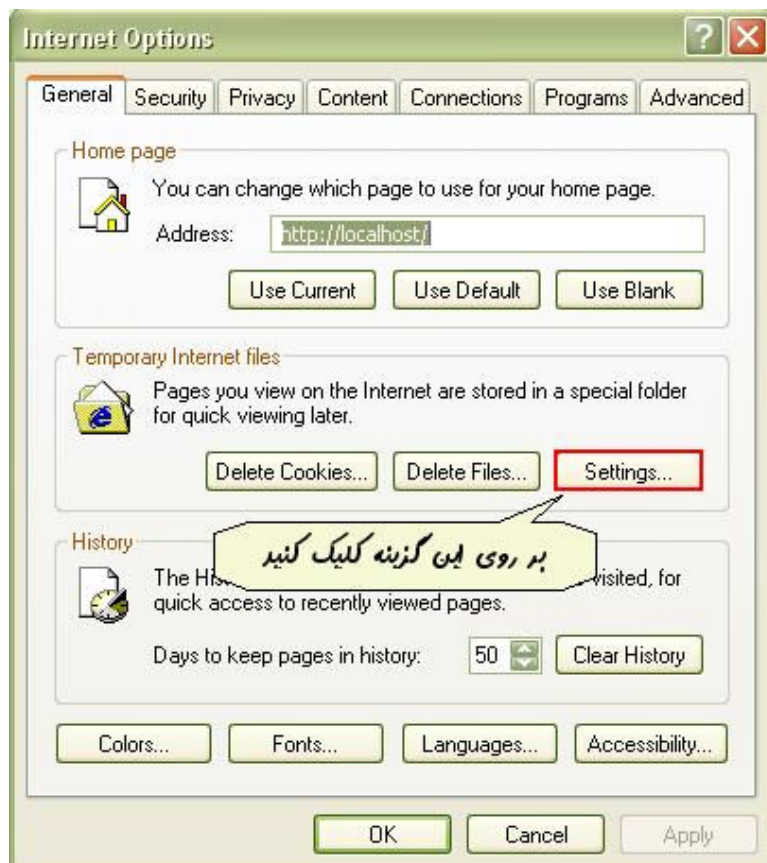 Internet Options
General Security Privacy Content Connections Programs Advanced
Home page
You can change which page to use for your home page.
Address: http://localhost/
Use Current Use Default Use Blank
Temporary Internet files
Pages you view on the Internet are stored in a special folder
for quick viewing later.
Delete Cookies... Delete Files... Settings...
بر روی این گزینه کلیک کنید
History
The His visited, for
quick access to recently viewed pages.
Days to keep pages in history: 50 Clear History
Colors... Fonts... Languages... Accessibility...
OK Cancel Apply